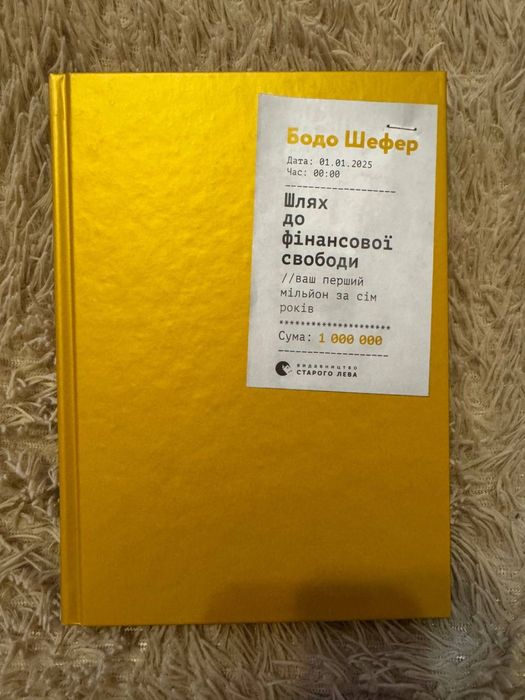 Бодо Шефер
Дата: 01.01.2025
Час: 00:00
--------------------
Шлях
до
фінансової
свободи
//ваш перший
мільйон за сім
років
*********************
Сума: 1 000 000
--------------------
ВИДАВНИЦТВО
СТАРОГО ЛЕВА